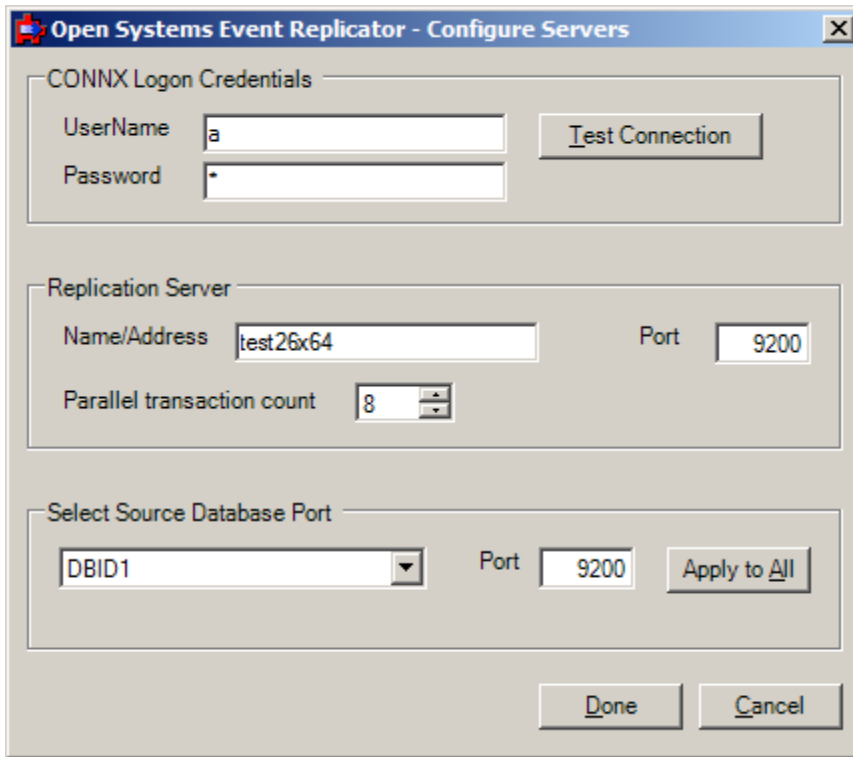 Open Systems Event Replicator - Configure Servers
CONNX Logon Credentials
UserName a Test Connection
Password *
Replication Server
Name/Address test26x64 Port 9200
Parallel transaction count 8
Select Source Database Port
DBID1 Port 9200 Apply to All
Done Cancel